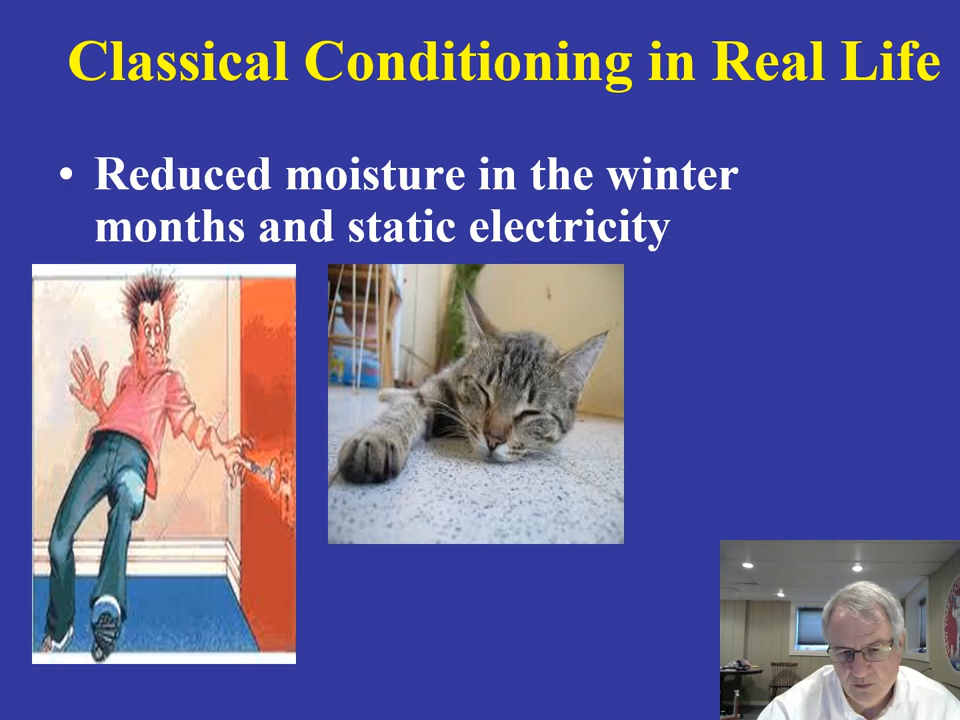 Classical Conditioning in Real Life
• Reduced moisture in the winter
months and static electricity